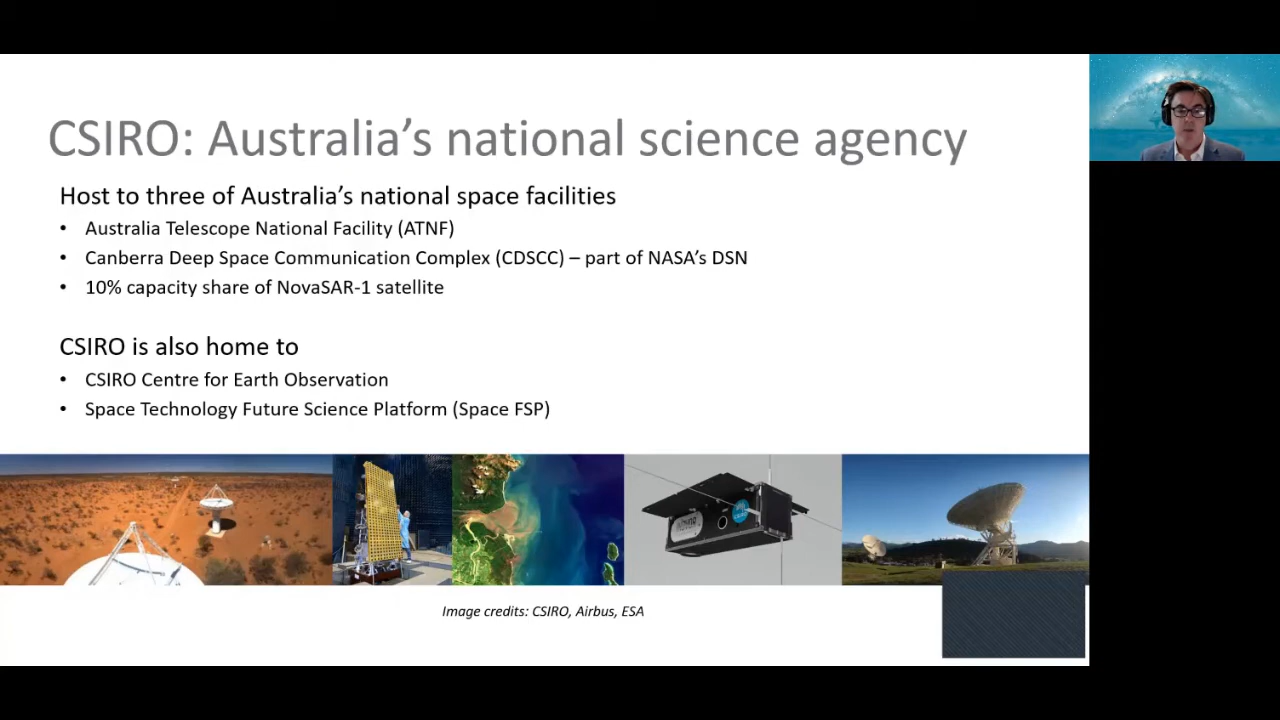 CSIRO: Australia's national science agency
Host to three of Australia's national space facilities
• Australia Telescope National Facility (ATNF)
• Canberra Deep Space Communication Complex (CDSCC) – part of NASA's DSN
• 10% capacity share of NovaSAR-1 satellite
CSIRO is also home to
• CSIRO Centre for Earth Observation
• Space Technology Future Science Platform (Space FSP)
Image credits: CSIRO, Airbus, ESA